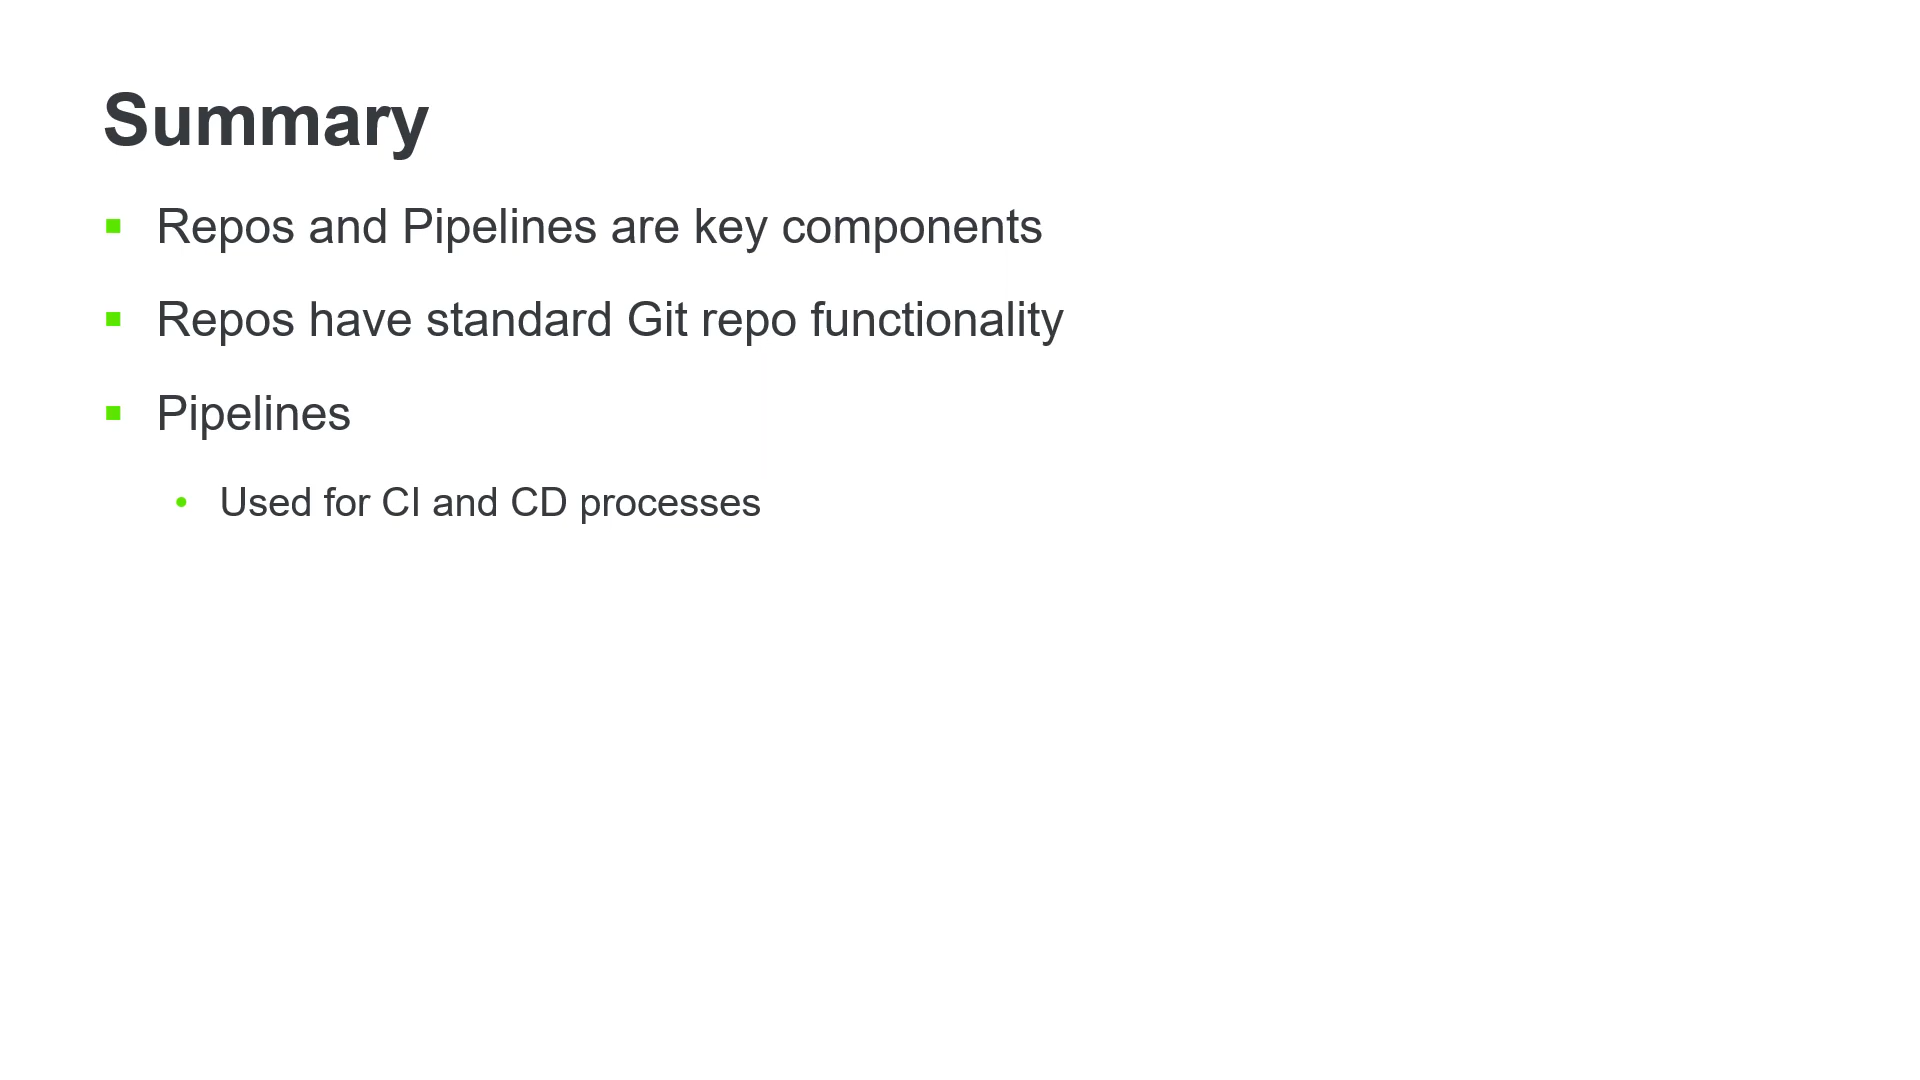 Summary
Repos and Pipelines are key components
Repos have standard Git repo functionality
Pipelines
Used for CI and CD processes